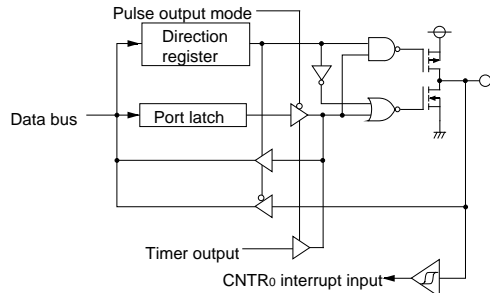 Pulse output mode
Direction
register
Data bus
Port latch
Timer output
CNTR0 interrupt input